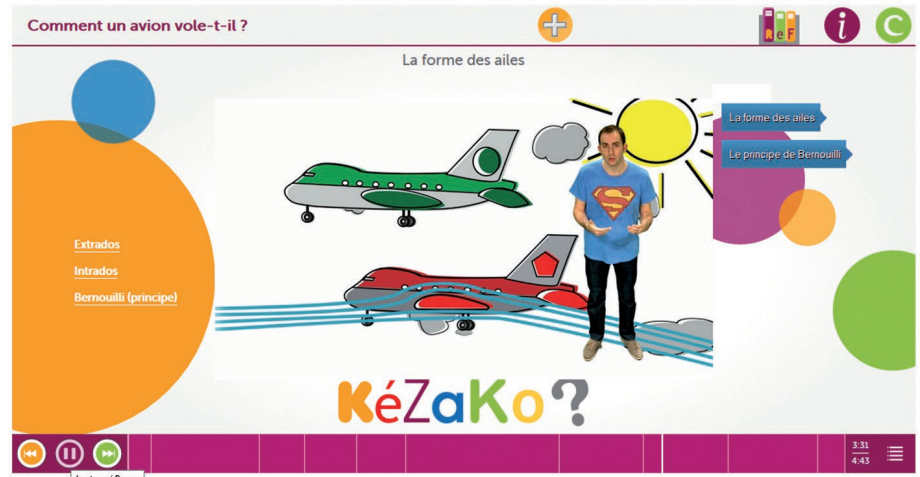 Comment un avion vole-t-il ?
ReF
i
C
La forme des ailes
La forme des ailes
Le principe de Bernouilli
Extrados
Intrados
Bernouilli (principe)
KéZaKo?
3:31
4:43